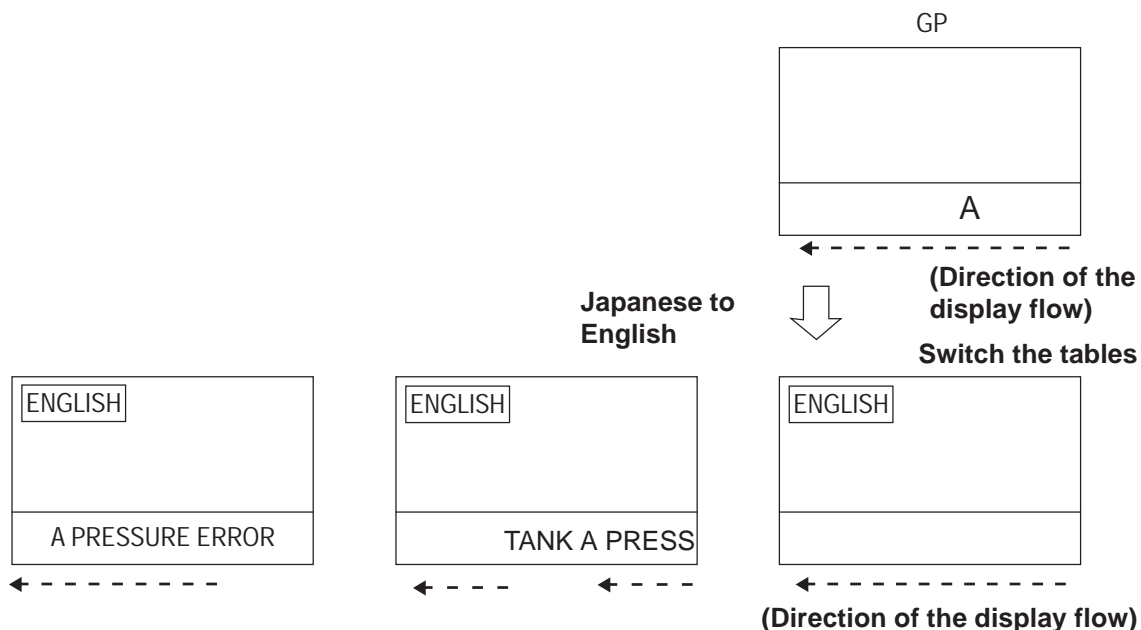 GP
A
(Direction of the
display flow)
Japanese to
English
Switch the tables
ENGLISH
ENGLISH
ENGLISH
A PRESSURE ERROR
TANK A PRESS
(Direction of the display flow)